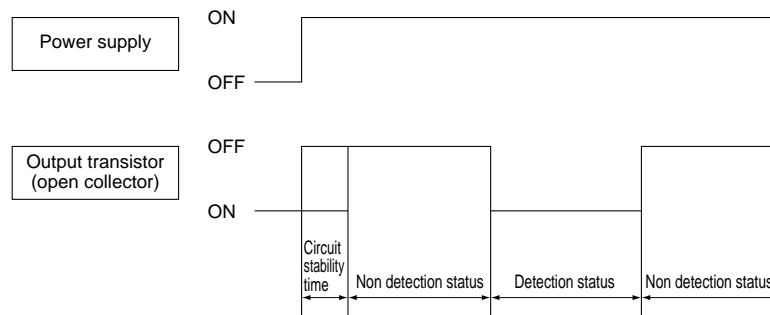 Power supply
ON
OFF
Output transistor
(open collector)
OFF
ON
Circuit
stability
time
Non detection status
Detection status
Non detection status